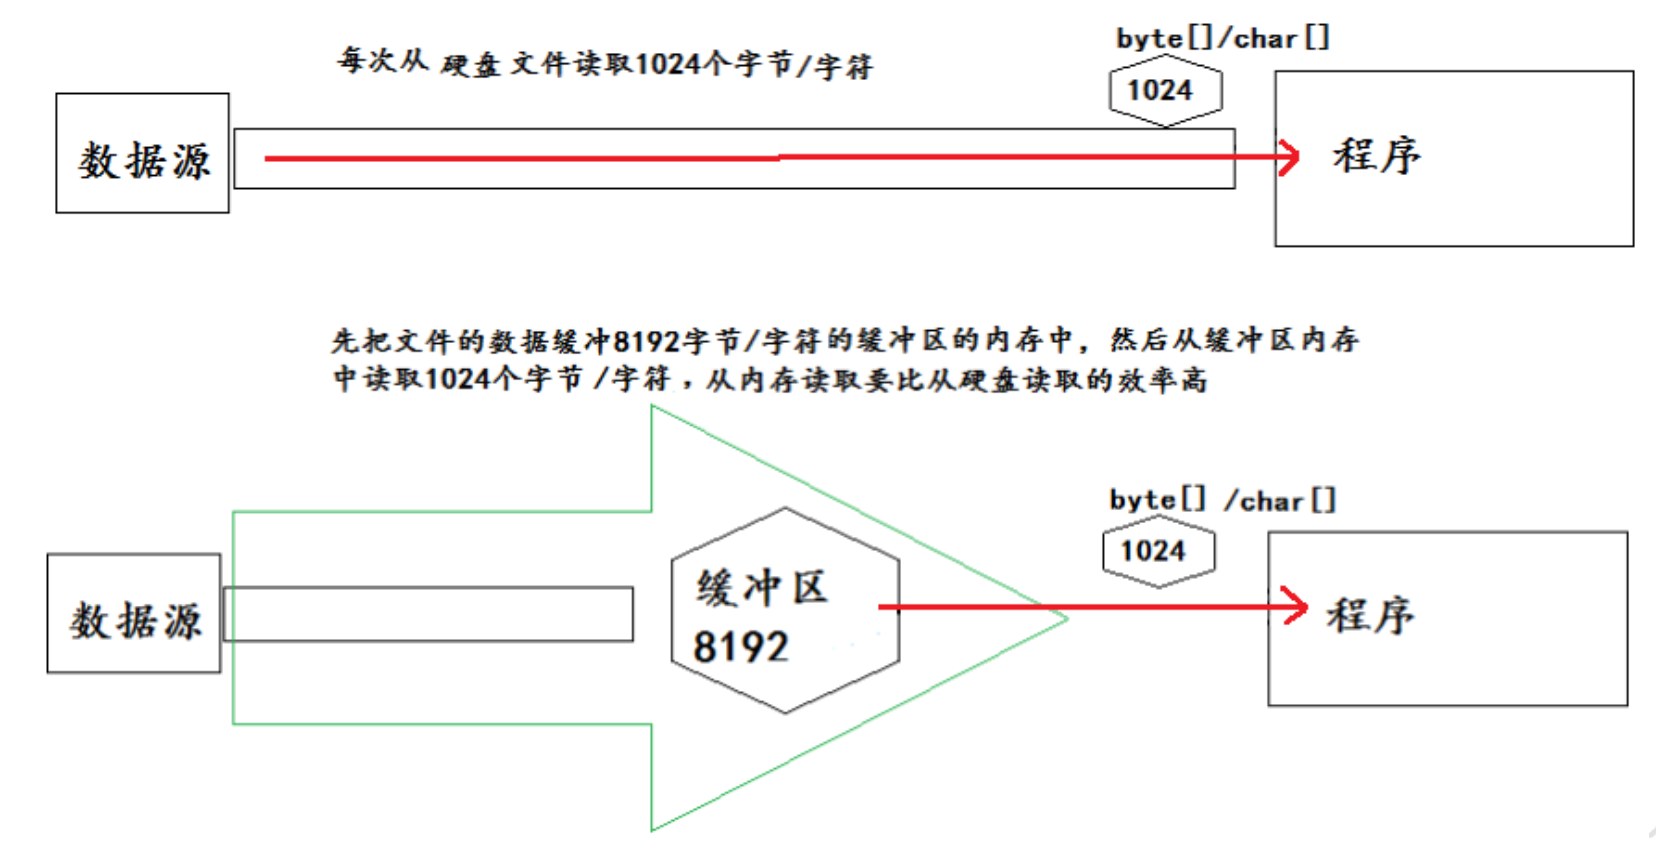 每次从 硬盘 文件读取1024个字节/字符
byte[]/char[]
1024
数据源
程序
先把文件的数据缓冲8192字节/字符的缓冲区的内存中，然后从缓冲区内存
中读取1024个字节 /字符，从内存读取要比从硬盘读取的效率高
byte[] /char[]
1024
缓冲区
8192
数据源
程序